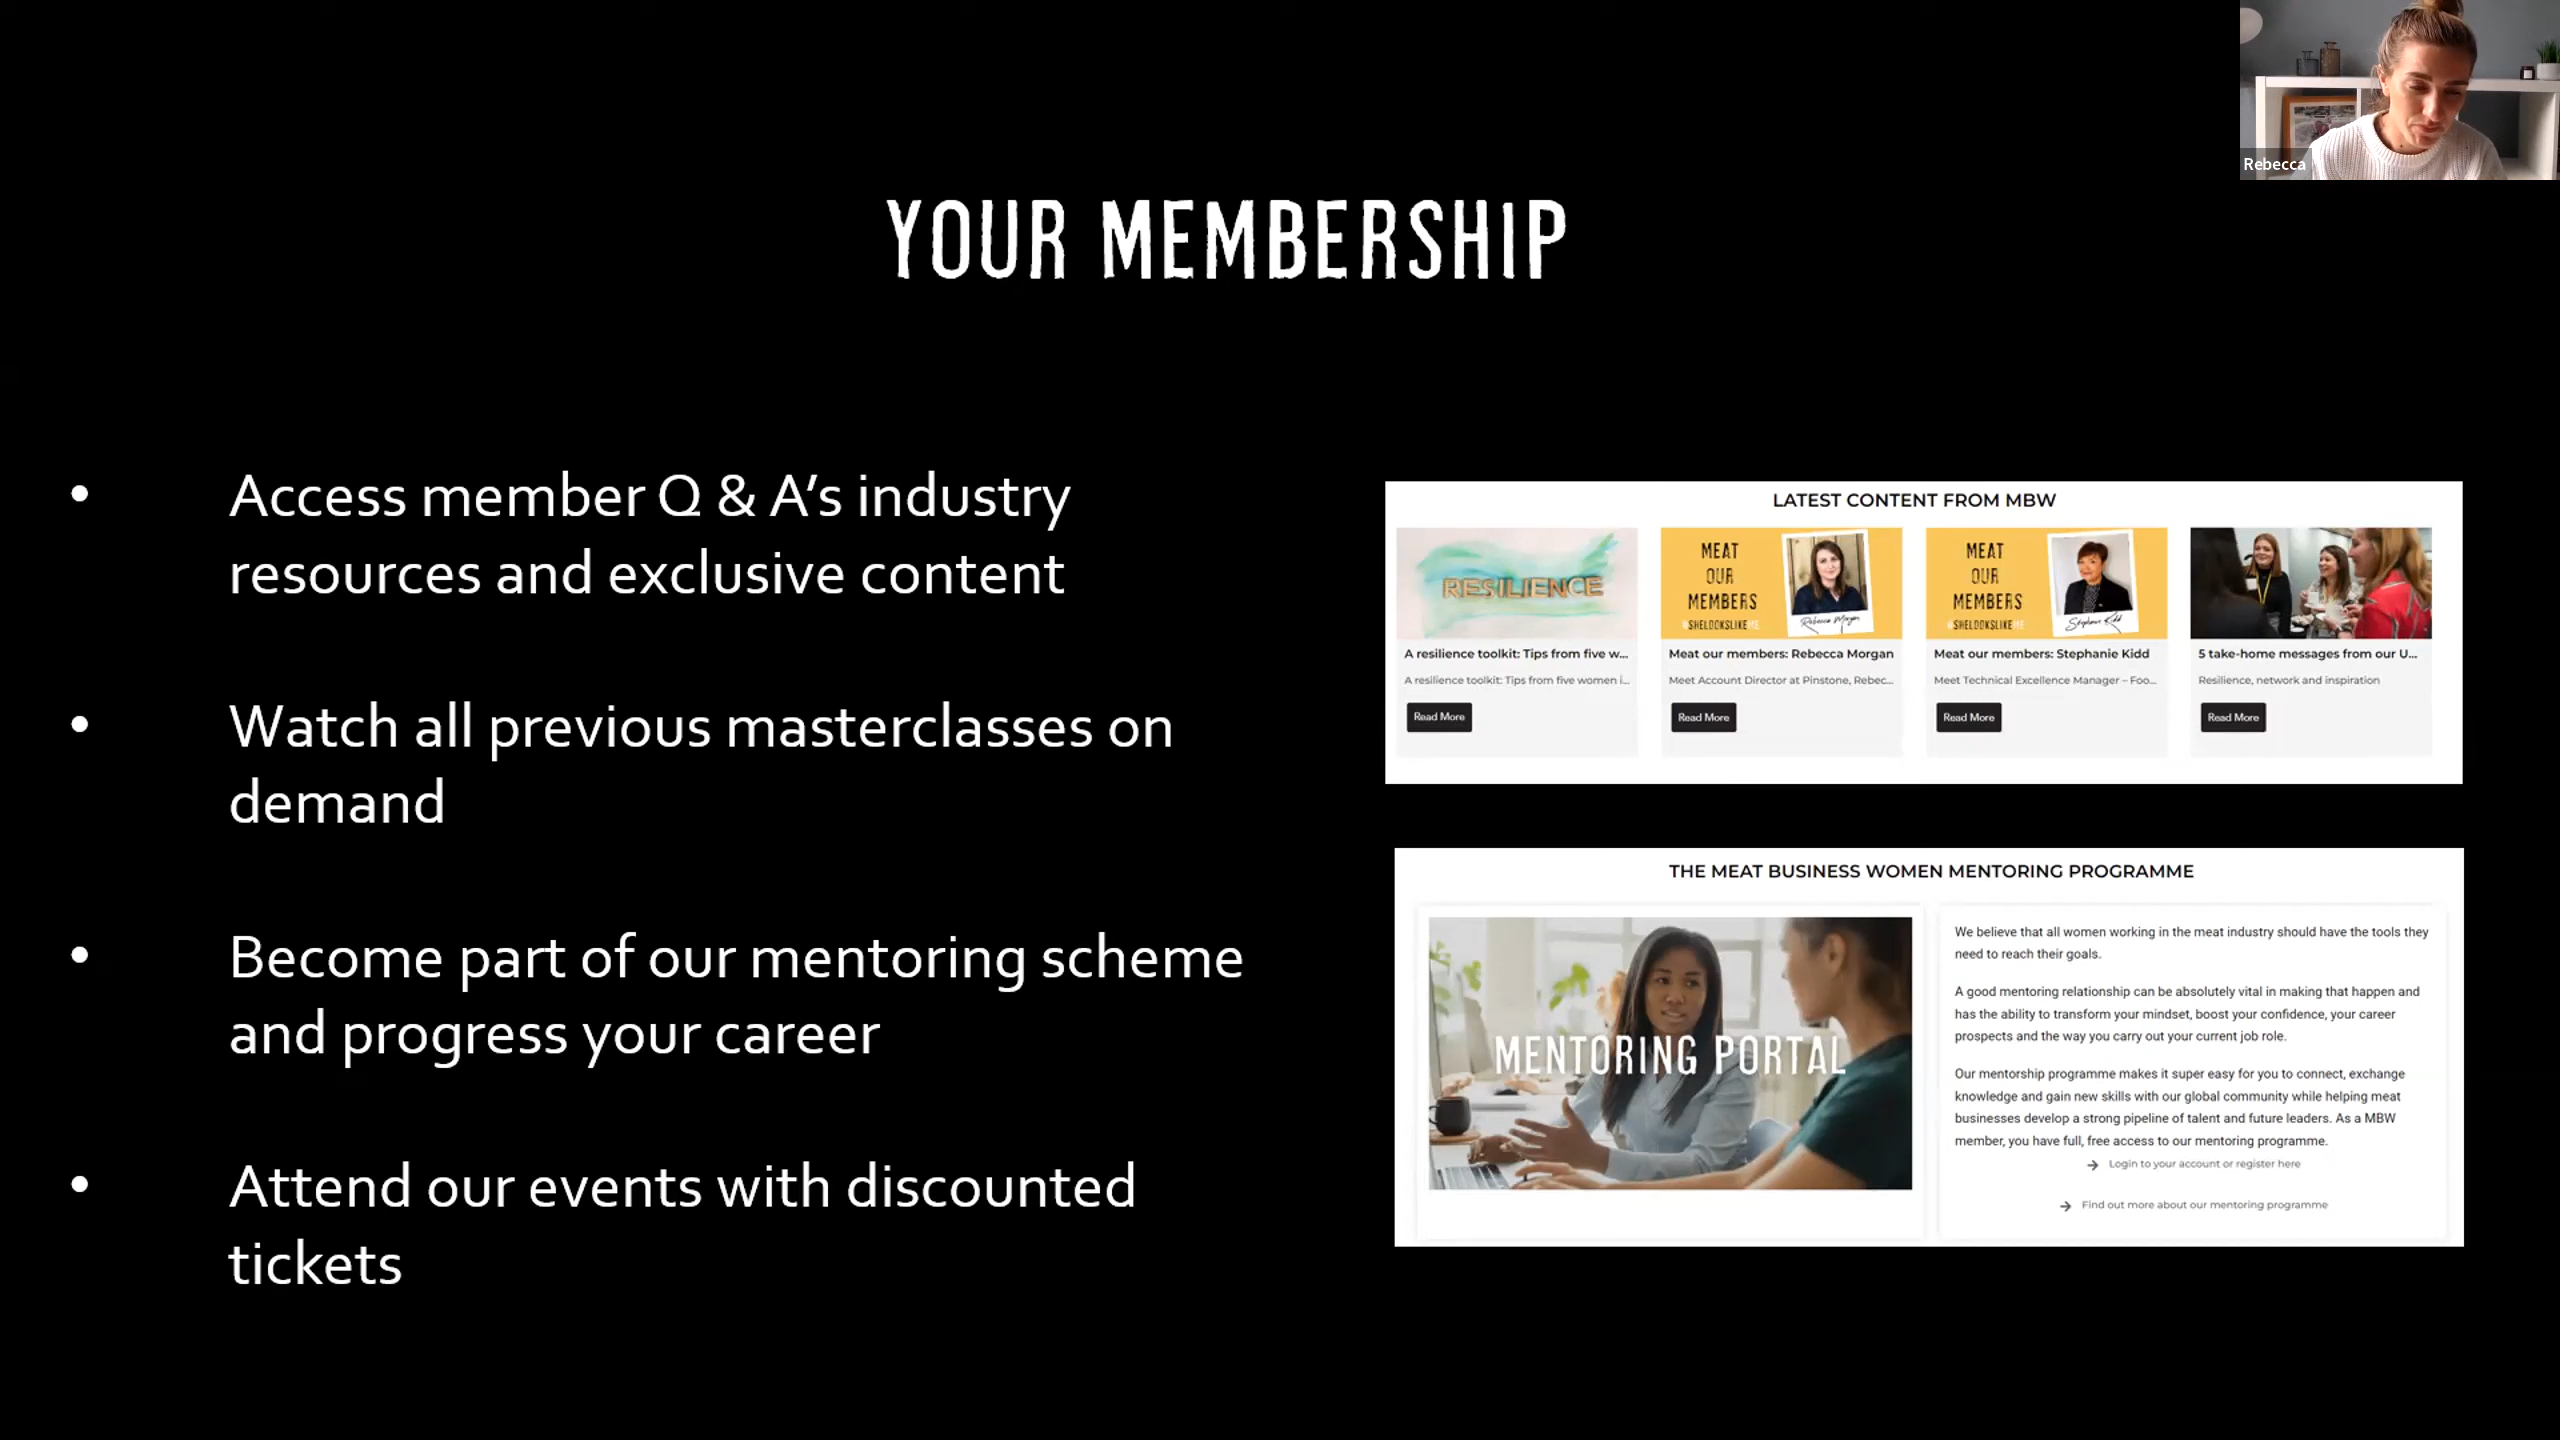 Rebecca
YOUR MEMBERSHIP
• Access member Q & A’s industry
resources and exclusive content
• Watch all previous masterclasses on
demand
• Become part of our mentoring scheme
and progress your career
• Attend our events with discounted
tickets
LATEST CONTENT FROM MBW
RESILIENCE
A resilience toolkit: Tips from five w...
A resilience toolkit: Tips from five women i...
Read More
MEAT
OUR
MEMBERS
#SHELOOKSLIKEME
Rebecca Morgan
Meat our members: Rebecca Morgan
Meet Account Director at Pinstone, Rebec...
Read More
MEAT
OUR
MEMBERS
#SHELOOKSLIKEME
Stephanie Kidd
Meat our members: Stephanie Kidd
Meet Technical Excellence Manager – Foo...
Read More
5 take-home messages from our U...
Resilience, network and inspiration
Read More
THE MEAT BUSINESS WOMEN MENTORING PROGRAMME
MENTORING PORTAL
We believe that all women working in the meat industry should have the tools they
need to reach their goals.
A good mentoring relationship can be absolutely vital in making that happen and
has the ability to transform your mindset, boost your confidence, your career
prospects and the way you carry out your current job role.
Our mentorship programme makes it super easy for you to connect, exchange
knowledge and gain new skills with our global community while helping meat
businesses develop a strong pipeline of talent and future leaders. As a MBW
member, you have full, free access to our mentoring programme.
→ Login to your account or register here
→ Find out more about our mentoring programme